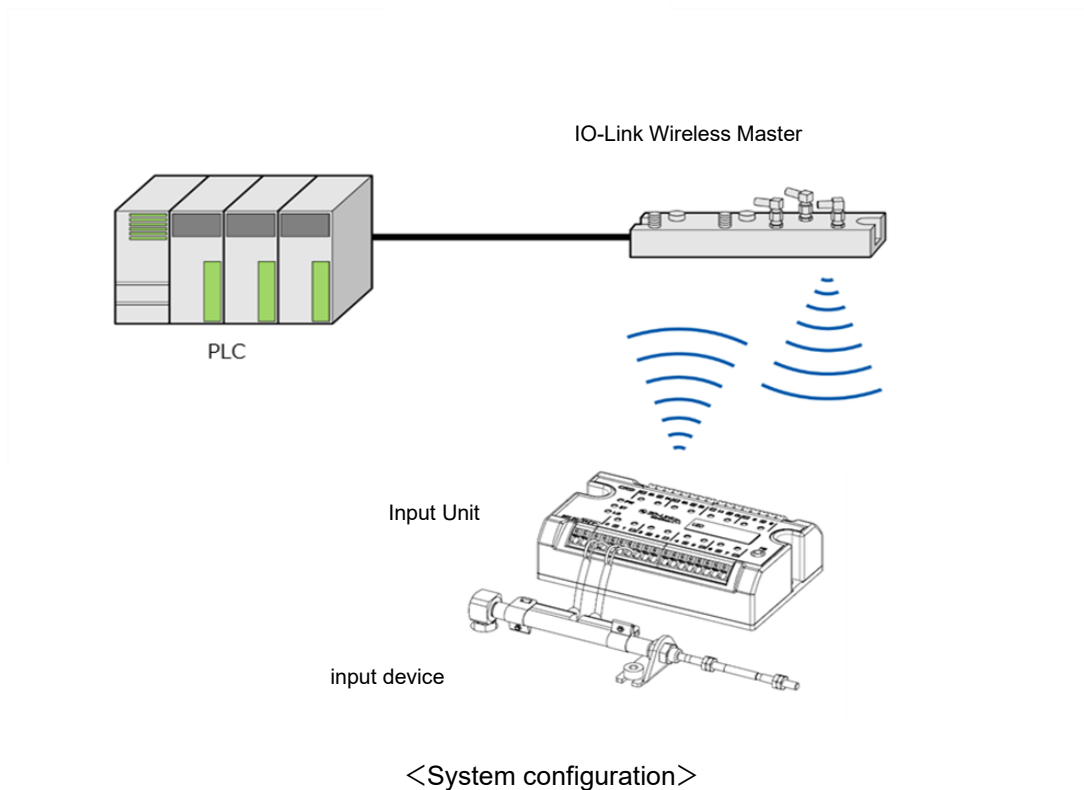 IO-Link Wireless Master
PLC
Input Unit
input device
＜System configuration＞